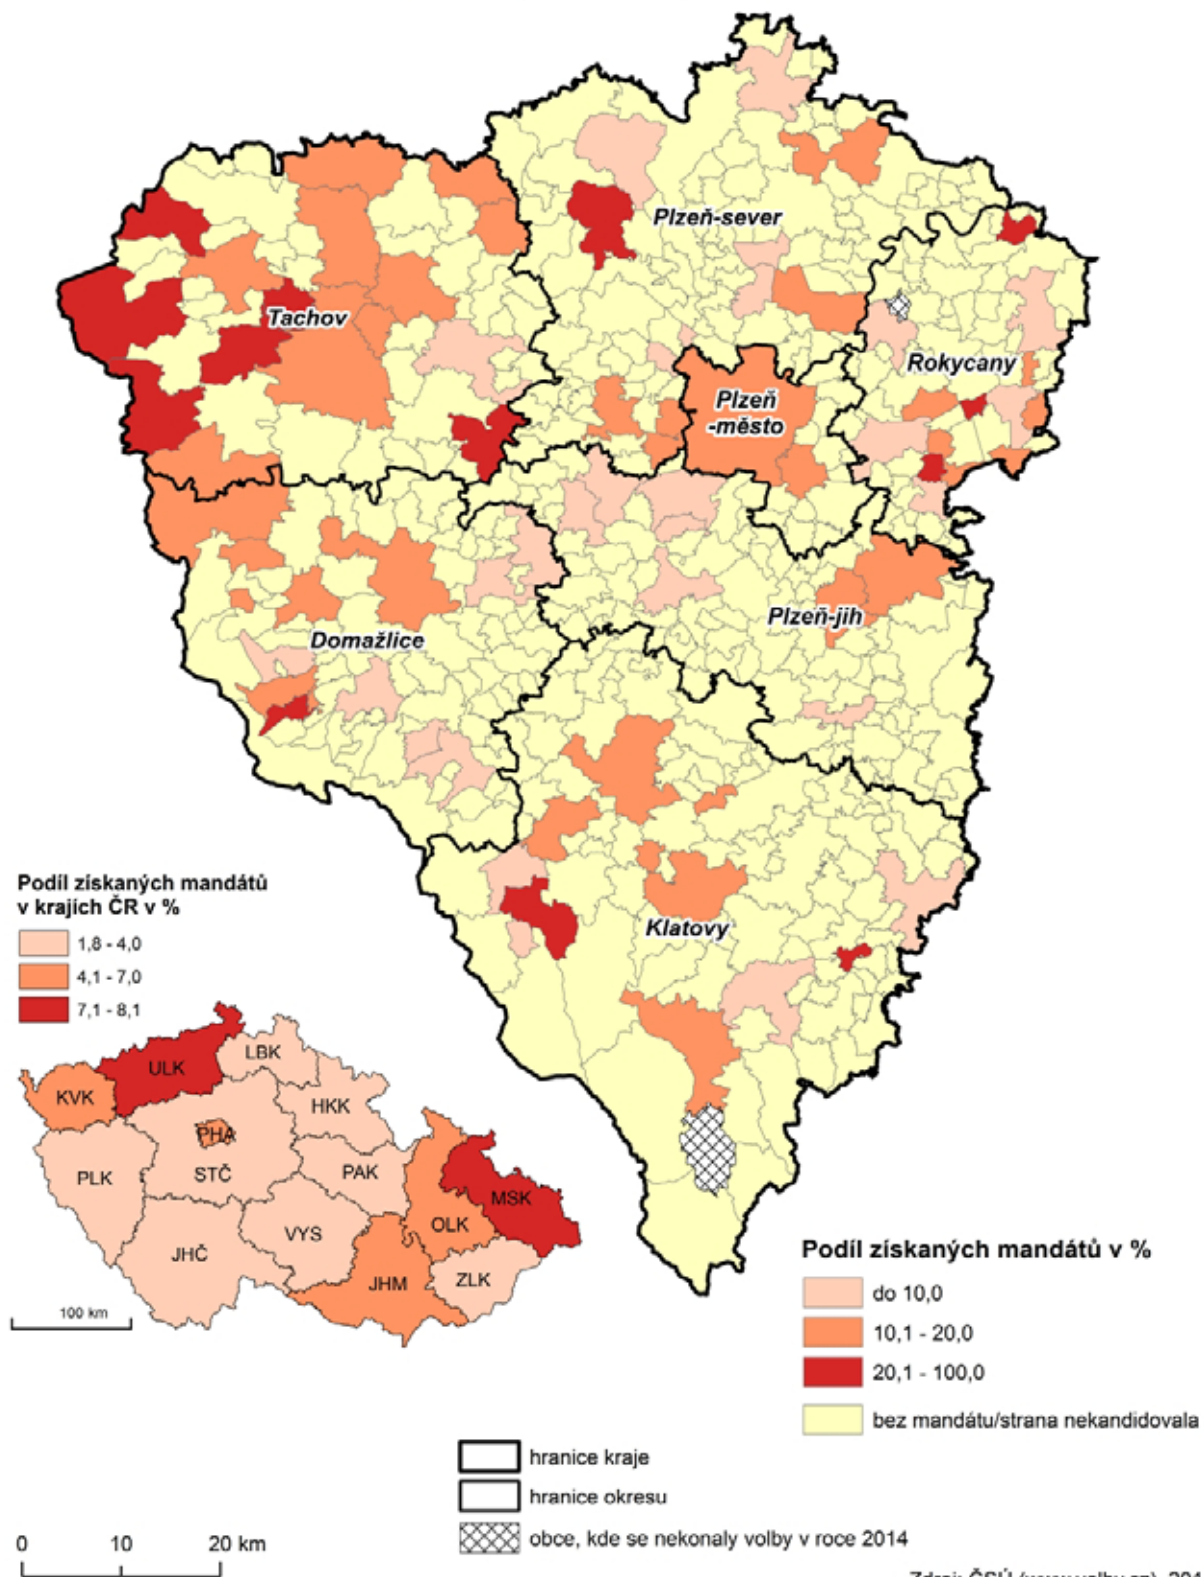 Plzeň-sever
Tachov
Rokycany
Plzeň
-město
Plzeň-jih
Domažlice
Klatovy
Podíl získaných mandátů
v krajích ČR v %
1,8 - 4,0
4,1 - 7,0
7,1 - 8,1
ULK
LBK
KVK
HKK
PHA
PLK
STČ
PAK
MSK
OLK
VYS
JHČ
JHM
ZLK
100 km
Podíl získaných mandátů v %
do 10,0
10,1 - 20,0
20,1 - 100,0
bez mandátu/strana nekandidovala
hranice kraje
hranice okresu
obce, kde se nekonaly volby v roce 2014
0 10 20 km